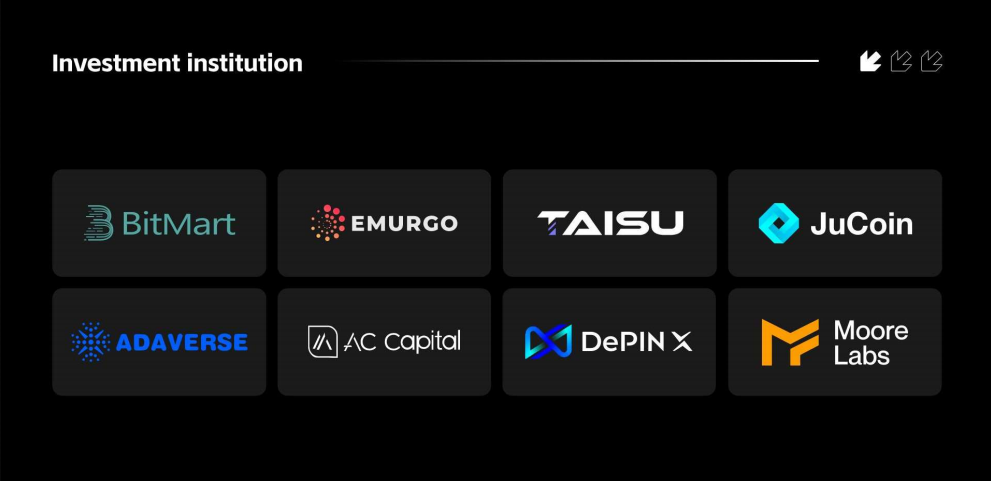 Investment institution
BitMart
EMURGO
TAISU
JuCoin
ADAVERSE
AC Capital
DePIN X
Moore
Labs